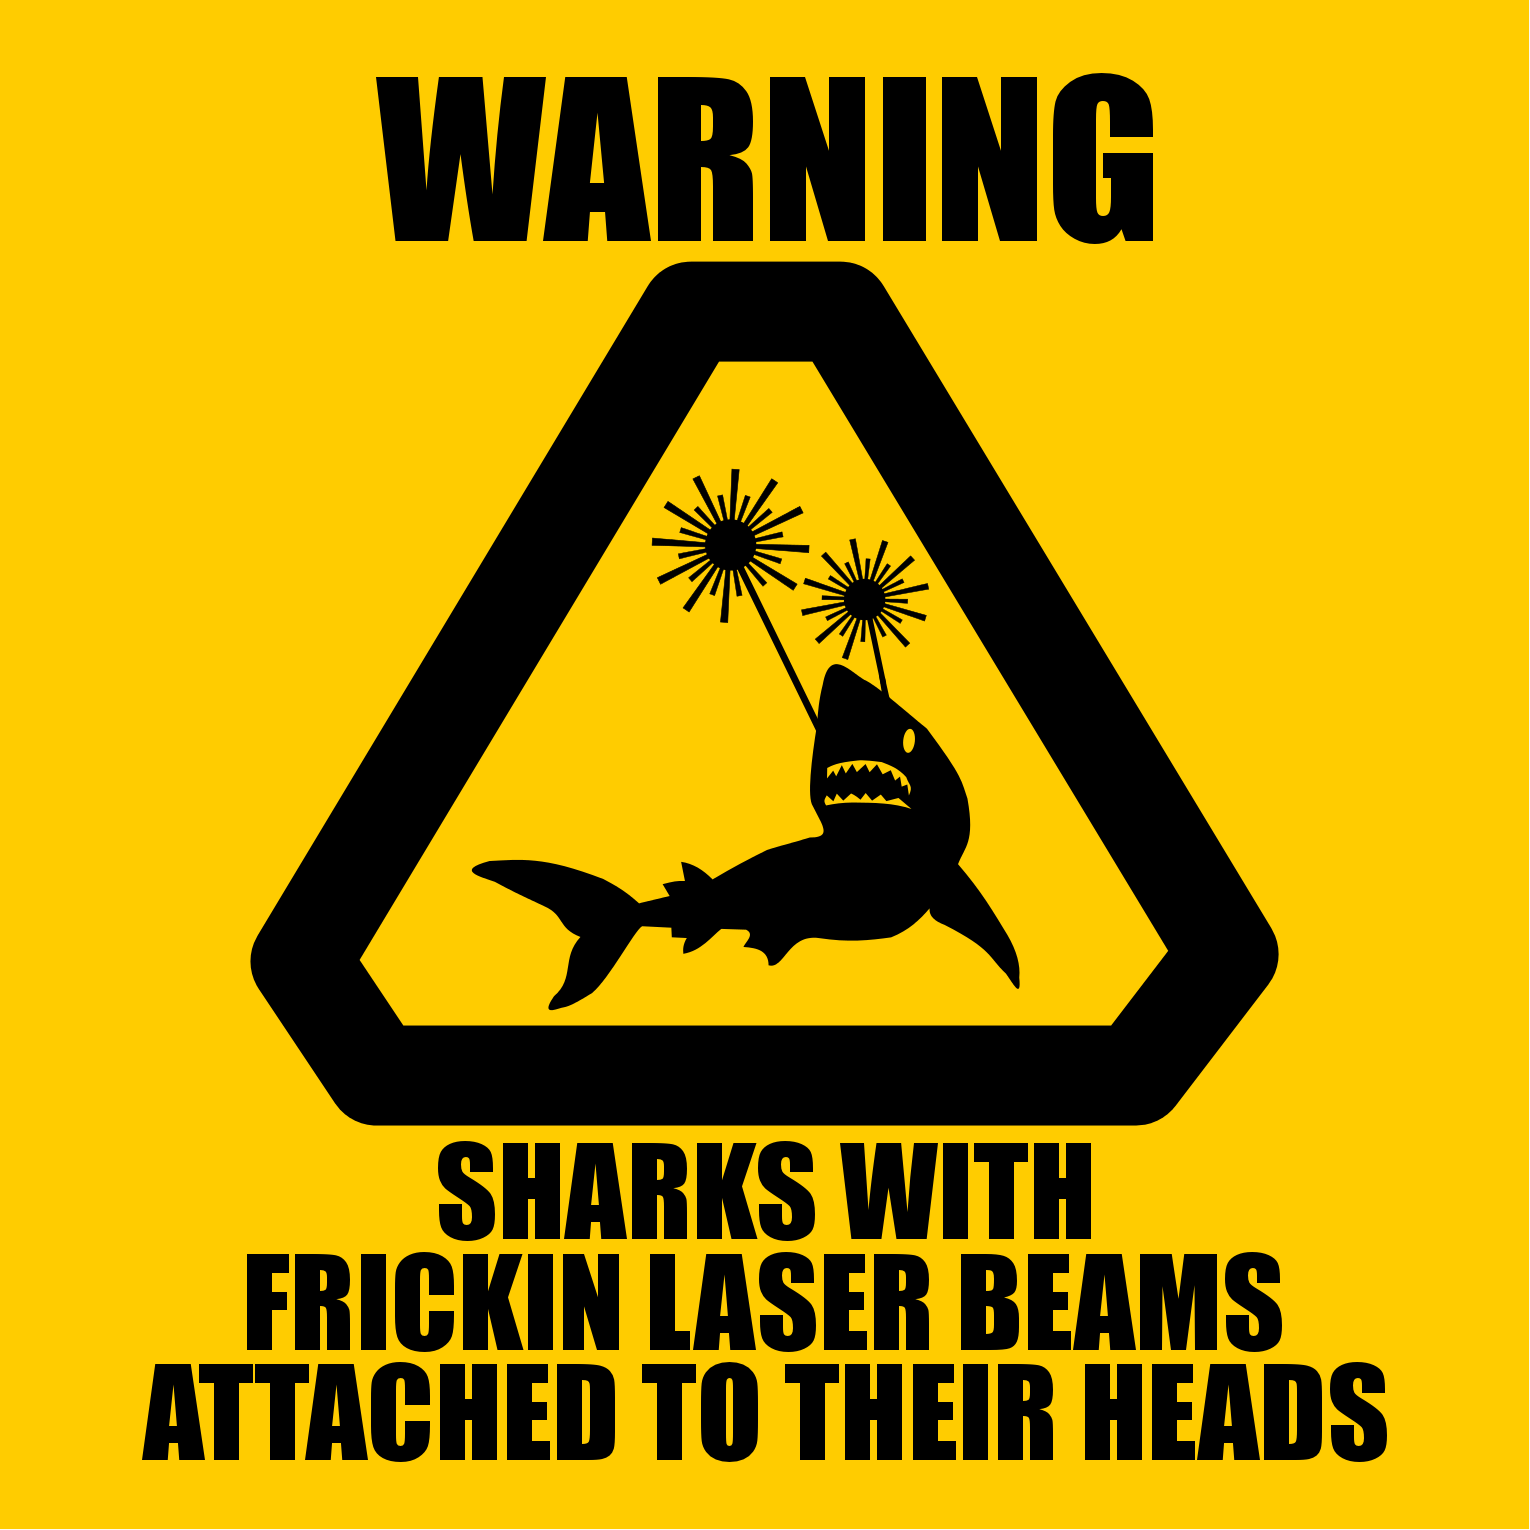 WARNING
SHARKS WITH
FRICKIN LASER BEAMS
ATTACHED TO THEIR HEADS